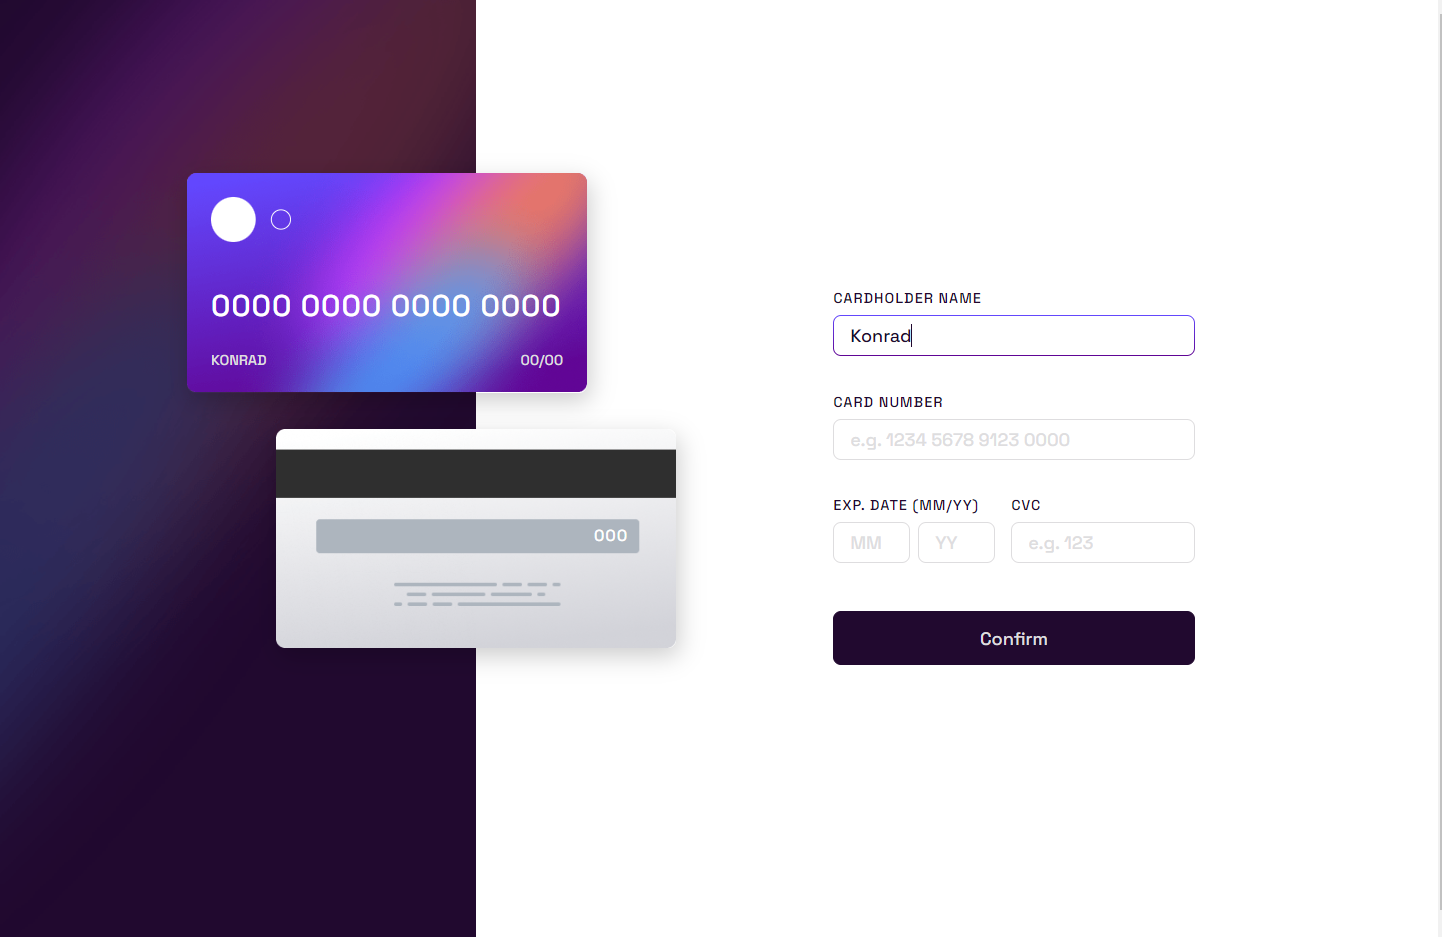 0000 0000 0000 0000
KONRAD 00/00
000
CARDHOLDER NAME
Konrad
CARD NUMBER
e.g. 1234 5678 9123 0000
EXP. DATE (MM/YY) CVC
MM YY e.g. 123
Confirm